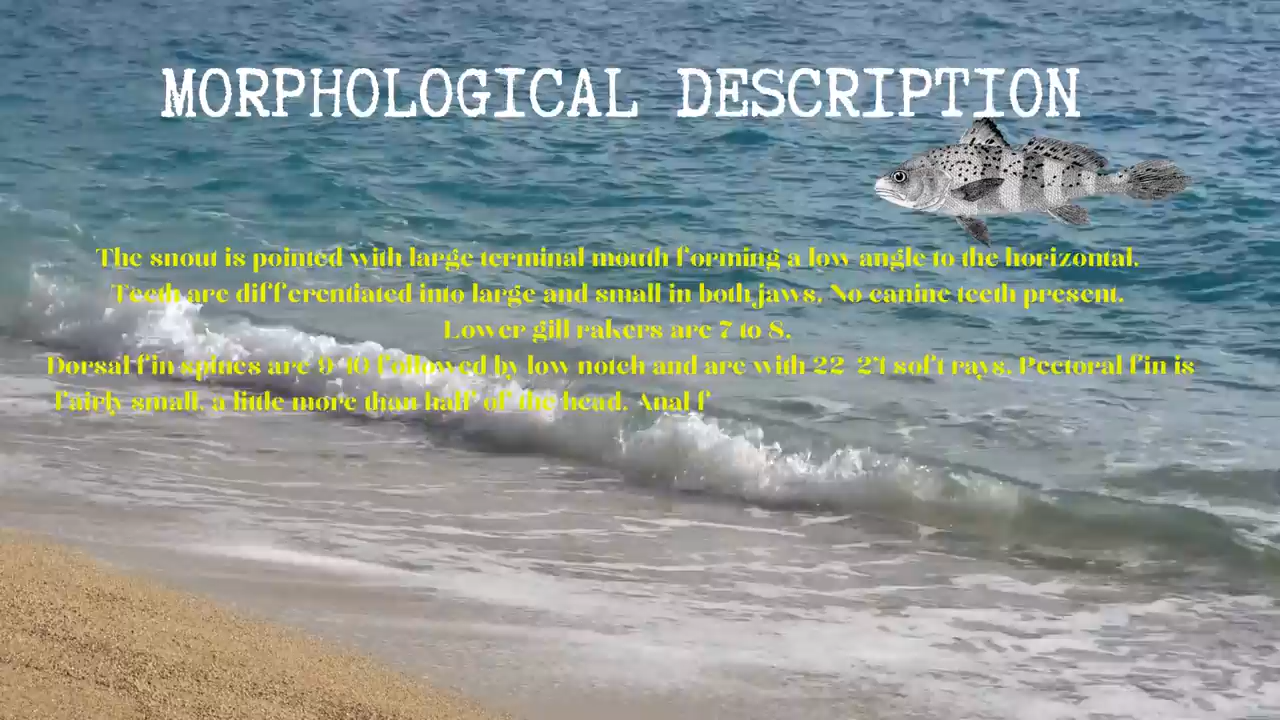 MORPHOLOGICAL DESCRIPTION
The snout is pointed with large terminal mouth forming a low angle to the horizontal.
Teeth are differentiated into large and small in both jaws. No canine teeth present.
Lower gill rakers are 7 to 8.
Dorsal fin spines are 9-10 followed by low notch and are with 22-27 soft rays. Pectoral fin is
fairly small, a little more than half of the head. Anal f